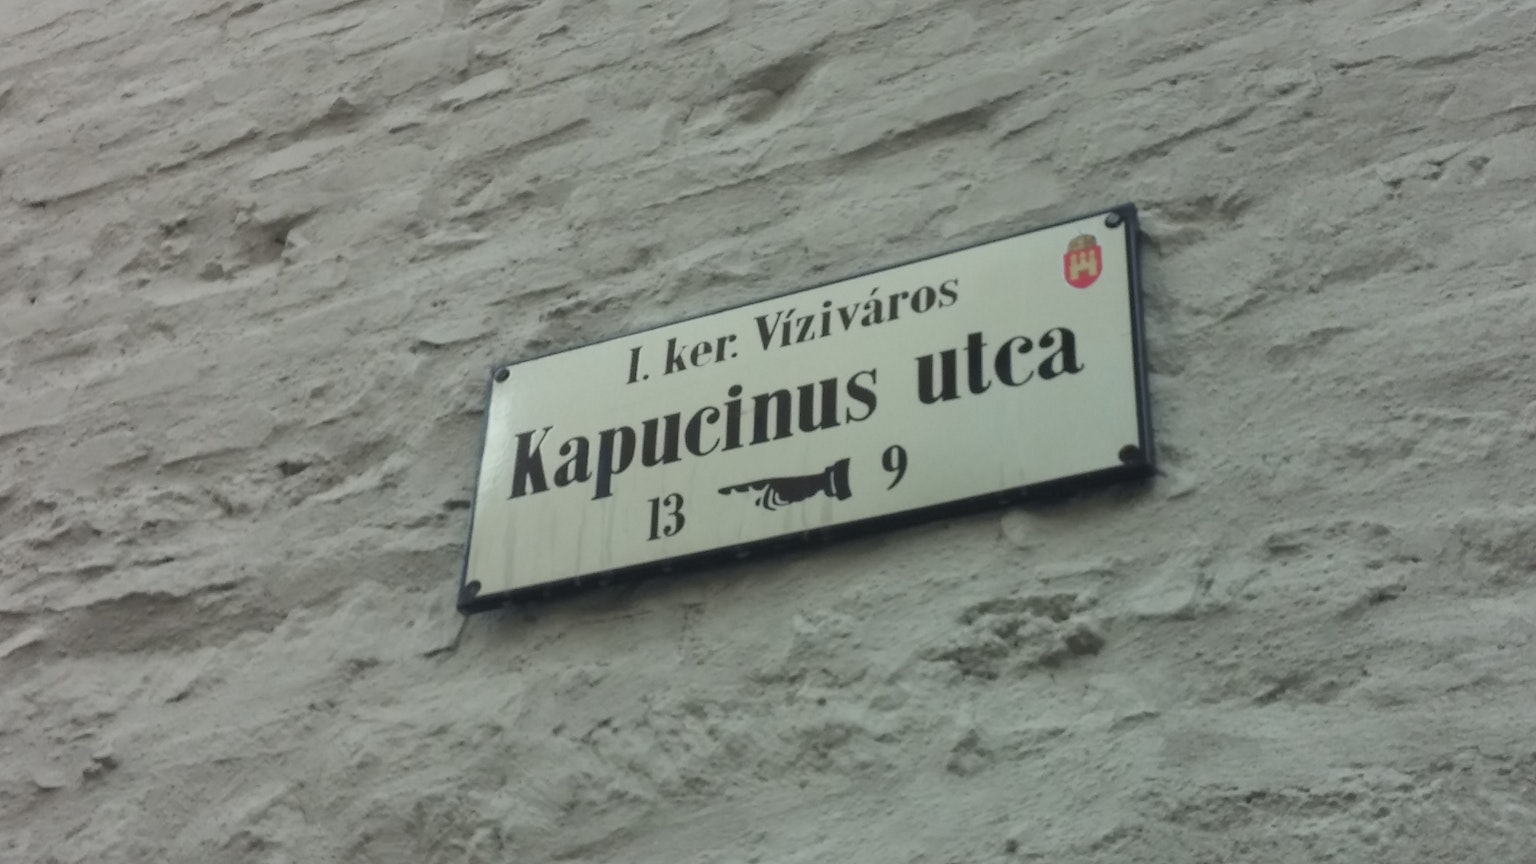 I. ker. Víziváros
Kapucinus utca
13 9